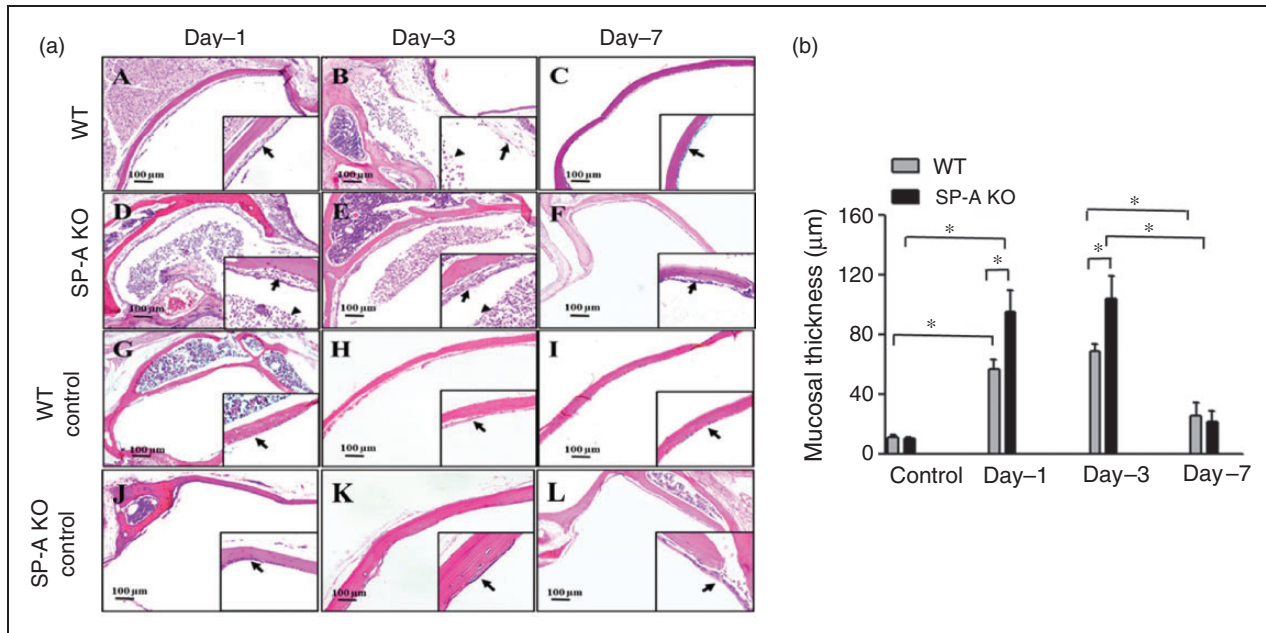 (a)
Day–1 Day–3 Day–7
WT
A
100 µm
B
100 µm
C
100 µm
SP-A KO
D
100 µm
E
100 µm
F
100 µm
WT
control
G
100 µm
H
100 µm
I
100 µm
SP-A KO
control
J
100 µm
K
100 µm
L
100 µm
(b)
WT
SP-A KO
Mucosal thickness (µm)
160
120
80
40
0
*
*
*
*
*
*
Control Day–1 Day–3 Day–7